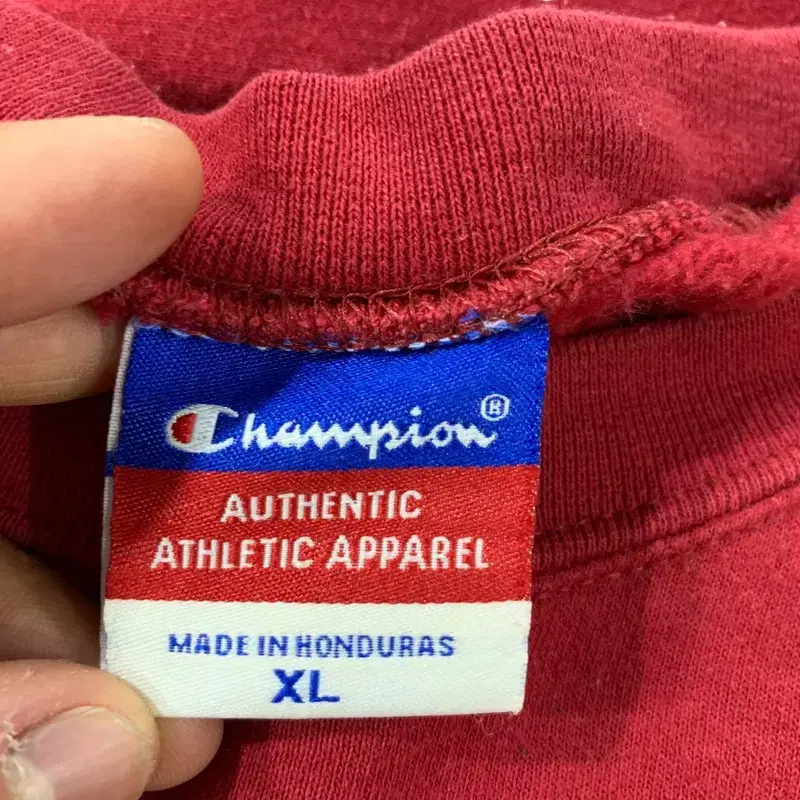 Champion®
AUTHENTIC
ATHLETIC APPAREL
MADE IN HONDURAS
XL